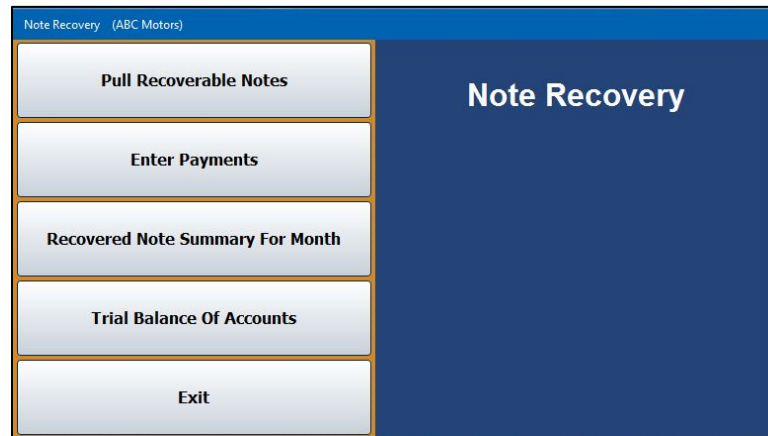 Note Recovery (ABC Motors)
Pull Recoverable Notes
Enter Payments
Recovered Note Summary For Month
Trial Balance Of Accounts
Exit
Note Recovery